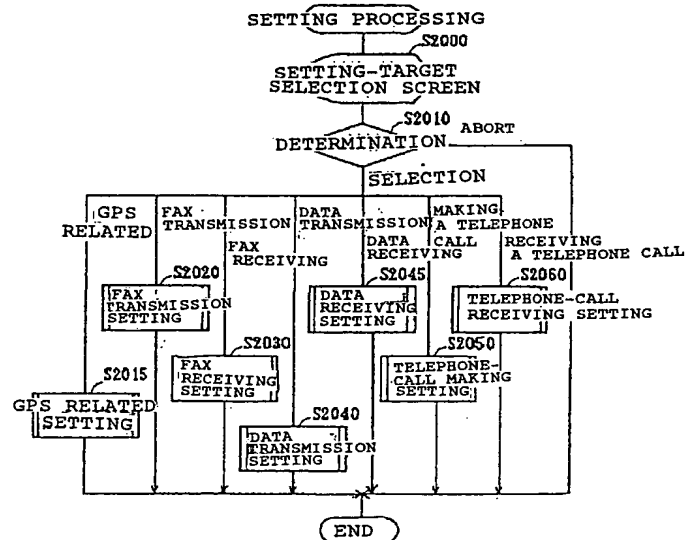 SETTING PROCESSING
S2000
SETTING-TARGET
SELECTION SCREEN
S2010
DETERMINATION
ABORT
SELECTION
GPS
RELATED
FAX
TRANSMISSION
FAX
RECEIVING
DATA
TRANSMISSION
DATA
RECEIVING
MAKING
A TELEPHONE
CALL
RECEIVING
A TELEPHONE CALL
S2020
FAX
TRANSMISSION
SETTING
S2045
DATA
RECEIVING
SETTING
S2060
TELEPHONE-CALL
RECEIVING SETTING
S2030
FAX
RECEIVING
SETTING
S2050
TELEPHONE-
CALL MAKING
SETTING
S2015
GPS RELATED
SETTING
S2040
DATA
TRANSMISSION
SETTING
END